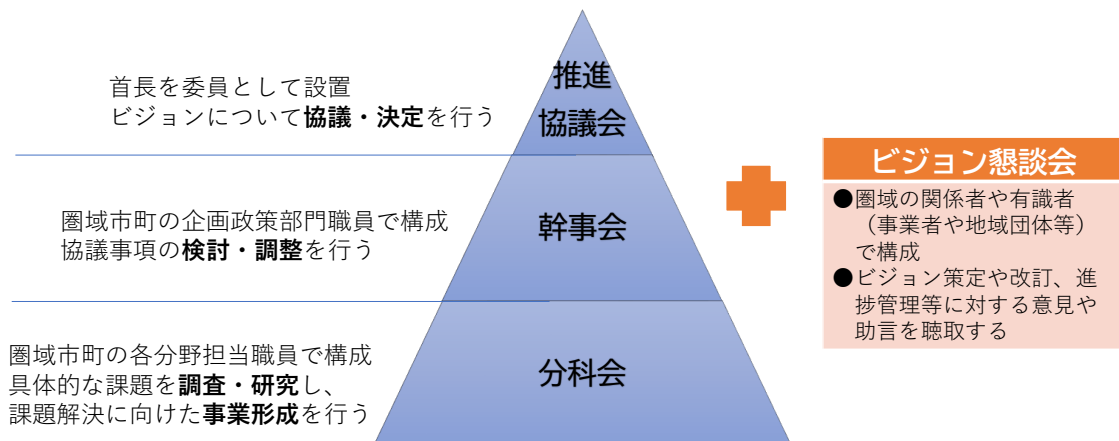 首長を委員として設置
ビジョンについて協議・決定を行う
推進
協議会
圏域市町の企画政策部門職員で構成
協議事項の検討・調整を行う
幹事会
圏域市町の各分野担当職員で構成
具体的な課題を調査・研究し、
課題解決に向けた事業形成を行う
分科会
ビジョン懇談会
●圏域の関係者や有識者
（事業者や地域団体等）
で構成
●ビジョン策定や改訂、進
捗管理等に対する意見や
助言を聴取する